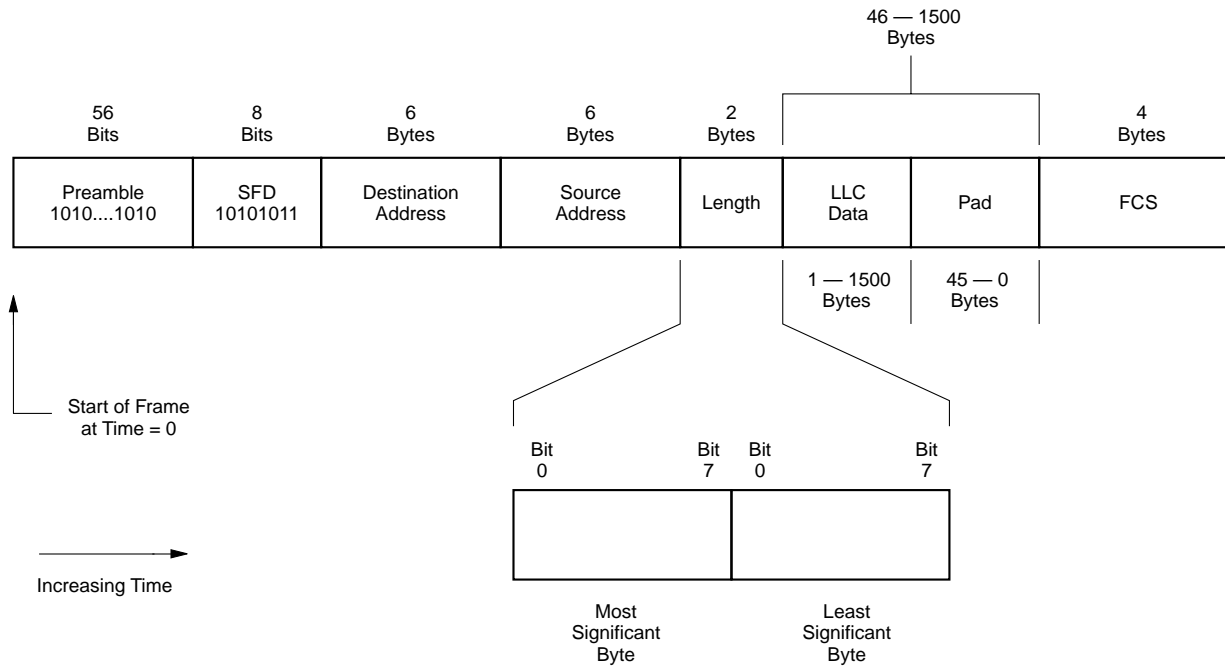 46 — 1500
Bytes
56
Bits
8
Bits
6
Bytes
6
Bytes
2
Bytes
4
Bytes
Preamble
1010....1010
SFD
10101011
Destination
Address
Source
Address
Length
LLC
Data
Pad
FCS
1 — 1500
Bytes
45 — 0
Bytes
Start of Frame
at Time = 0
Bit
0
Bit
7
Bit
0
Bit
7
Increasing Time
Most
Significant
Byte
Least
Significant
Byte